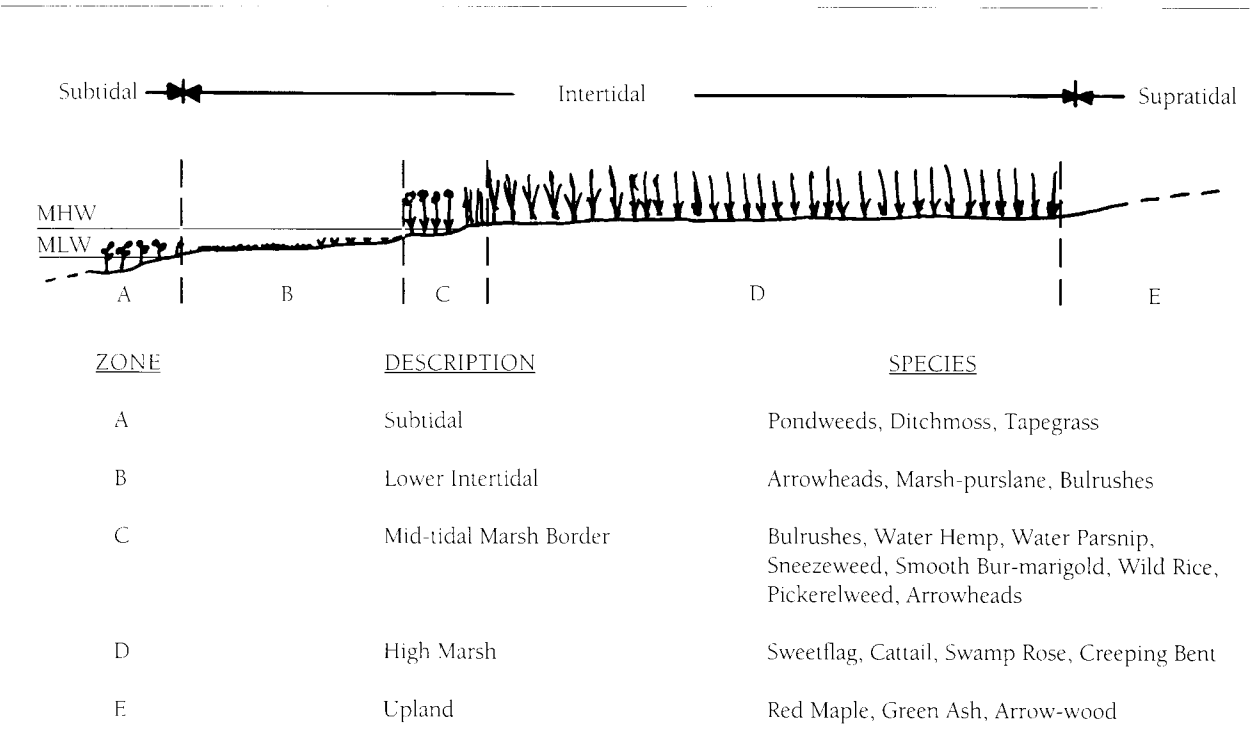 Subtidal Intertidal Supratidal
MHW
MLW
A B C D E
ZONE DESCRIPTION SPECIES
A Subtidal Pondweeds, Ditchmoss, Tapegrass
B Lower Intertidal Arrowheads, Marsh-purslane, Bulrushes
C Mid-tidal Marsh Border Bulrushes, Water Hemp, Water Parsnip,
Sneezeweed, Smooth Bur-marigold, Wild Rice,
Pickerelweed, Arrowheads
D High Marsh Sweetflag, Cattail, Swamp Rose, Creeping Bent
E Upland Red Maple, Green Ash, Arrow-wood